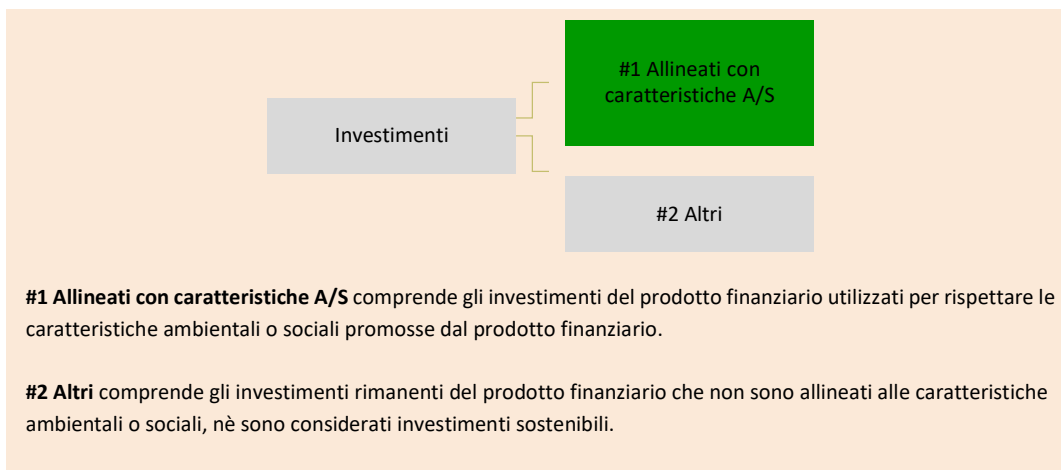 #1 Allineati con
caratteristiche A/S
Investimenti
#2 Altri
#1 Allineati con caratteristiche A/S comprende gli investimenti del prodotto finanziario utilizzati per rispettare le
caratteristiche ambientali o sociali promosse dal prodotto finanziario.
#2 Altri comprende gli investimenti rimanenti del prodotto finanziario che non sono allineati alle caratteristiche
ambientali o sociali, nè sono considerati investimenti sostenibili.